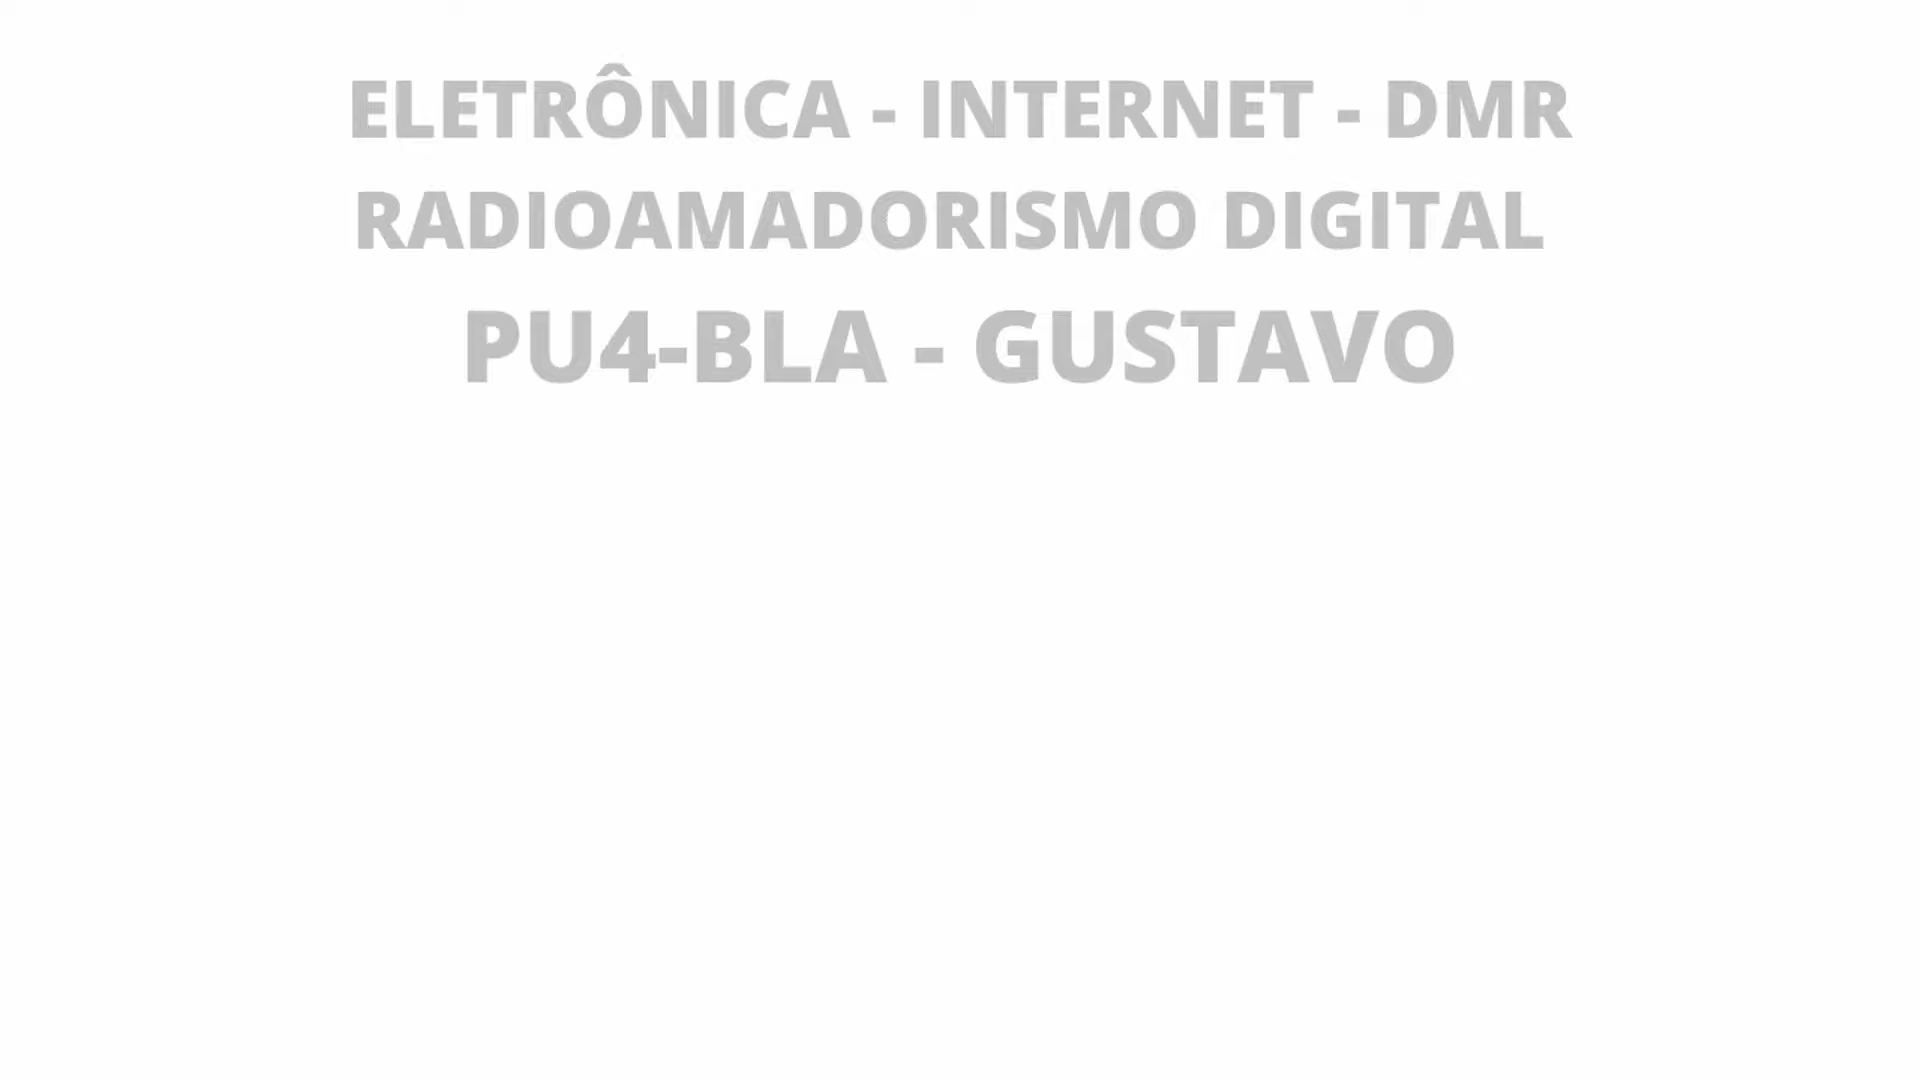 ELETRÔNICA - INTERNET - DMR
RADIOAMADORISMO DIGITAL
PU4-BLA - GUSTAVO